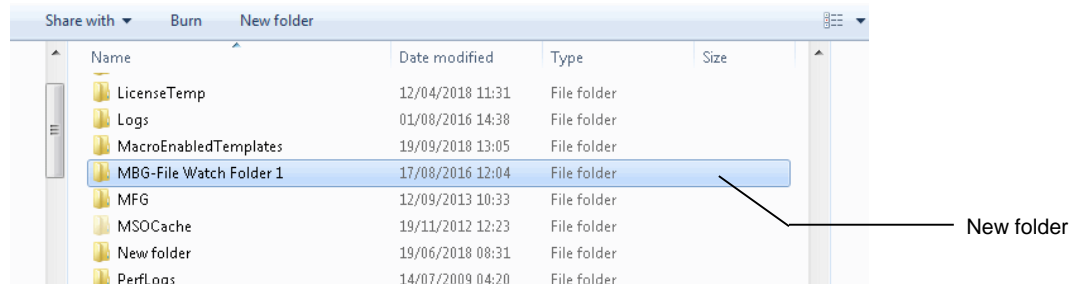 Share with Burn New folder
Name Date modified Type Size
LicenseTemp 12/04/2018 11:31 File folder
Logs 01/08/2016 14:38 File folder
MacroEnabledTemplates 19/09/2018 13:05 File folder
MBG-File Watch Folder 1 17/08/2016 12:04 File folder
MFG 12/09/2013 10:33 File folder
MSOCache 19/11/2012 12:23 File folder
New folder
New folder 19/06/2018 08:31 File folder
PerfLogs 14/07/2009 04:20 File folder